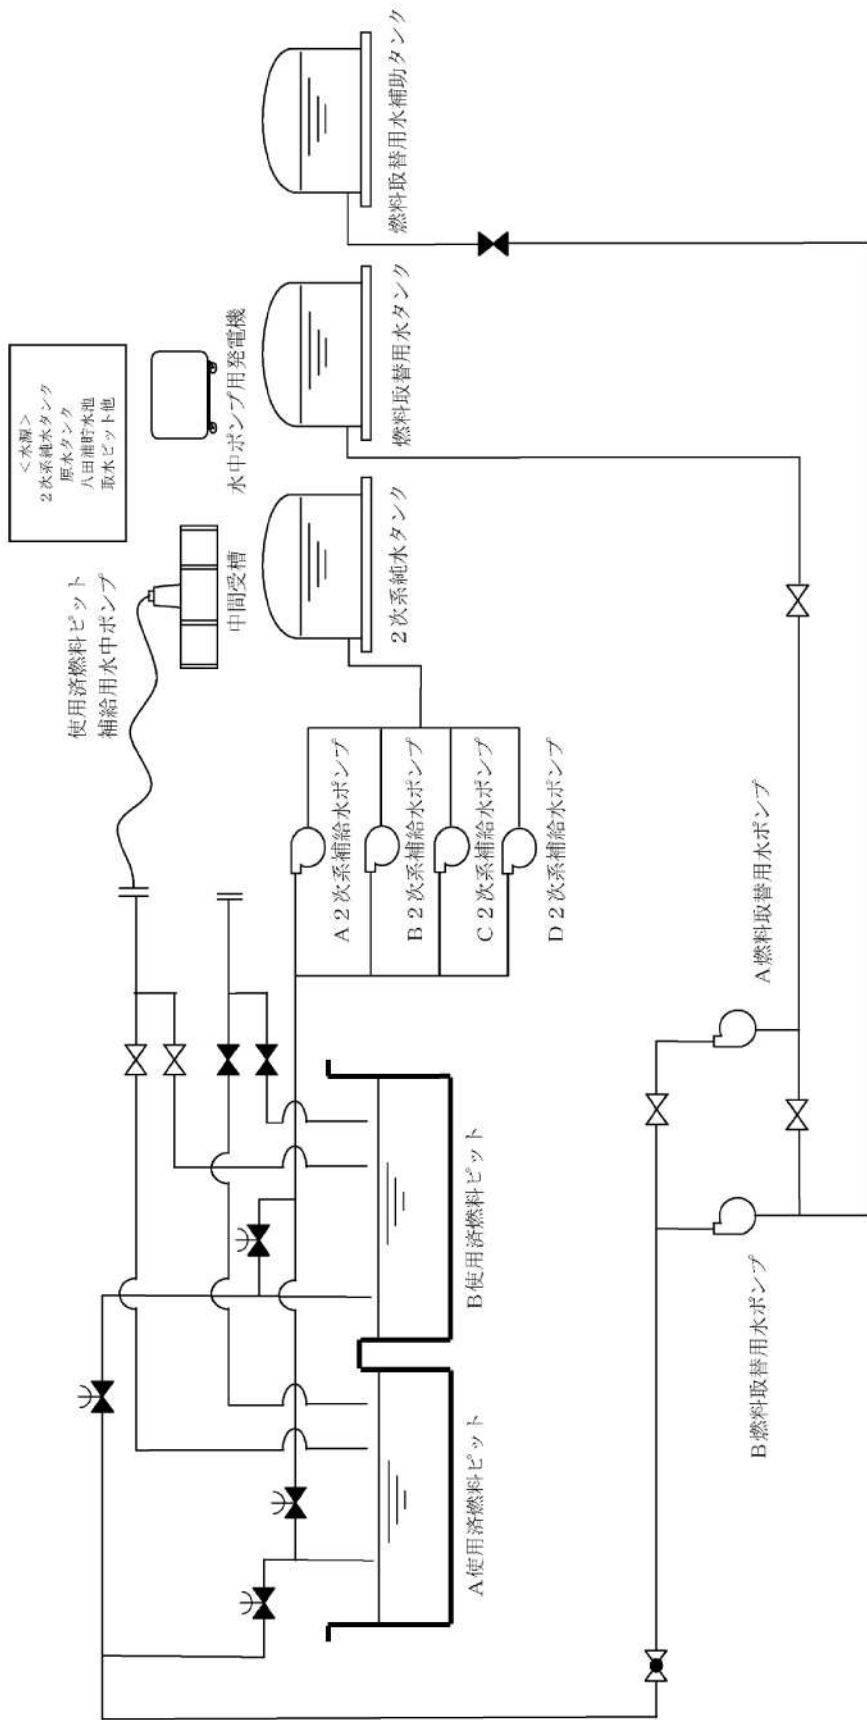 <水源>
2次系純水タンク
原水タンク
八田浦貯水池
取水ピット他
使用済燃料ピット
補給用水中ポンプ
中間受槽
水中ポンプ用発電機
2次系純水タンク
燃料取替用水タンク
燃料取替用水補助タンク
A2次系補給水ポンプ
B2次系補給水ポンプ
C2次系補給水ポンプ
D2次系補給水ポンプ
A使用済燃料ピット
B使用済燃料ピット
A燃料取替用水ポンプ
B燃料取替用水ポンプ